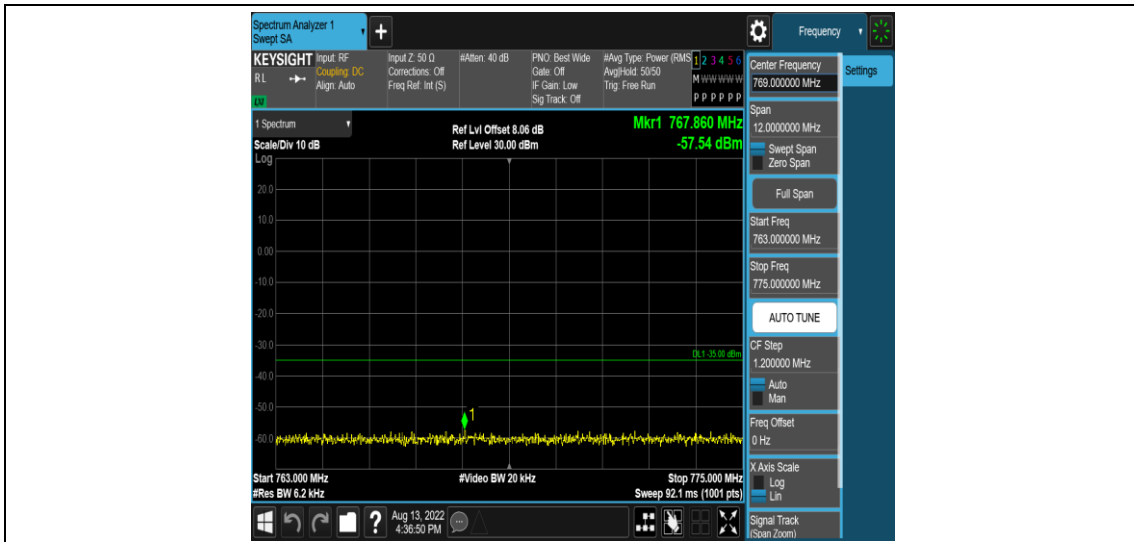 Spectrum Analyzer 1
Swept SA
+
Frequency
KEYSIGHT Input: RF Input Z: 50 Ω #Atten: 40 dB PNO: Best Wide #Avg Type: Power (RMS 1 2 3 4 5 6
RL Coupling: DC Corrections: Off Gate: Off Avg|Hold: 50/50 M W W W W W
Align: Auto Freq Ref: Int (S) IF Gain: Low Trig: Free Run
Sig Track: Off P P P P P P
LXI
Center Frequency
769.000000 MHz
Settings
1 Spectrum
Ref Lvl Offset 8.06 dB
Mkr1 767.860 MHz
Scale/Div 10 dB
Ref Level 30.00 dBm
-57.54 dBm
Log
20.0
10.0
0.00
-10.0
-20.0
-30.0
DL1 -35.00 dBm
-40.0
-50.0
1
-60.0
Start 763.000 MHz #Video BW 20 kHz Stop 775.000 MHz
#Res BW 6.2 kHz Sweep 92.1 ms (1001 pts)
Span
12.0000000 MHz
Swept Span
Zero Span
Full Span
Start Freq
763.000000 MHz
Stop Freq
775.000000 MHz
AUTO TUNE
CF Step
1.200000 MHz
Auto
Man
Freq Offset
0 Hz
X Axis Scale
Log
Lin
Signal Track
(Span Zoom)
?
Aug 13, 2022
4:36:50 PM